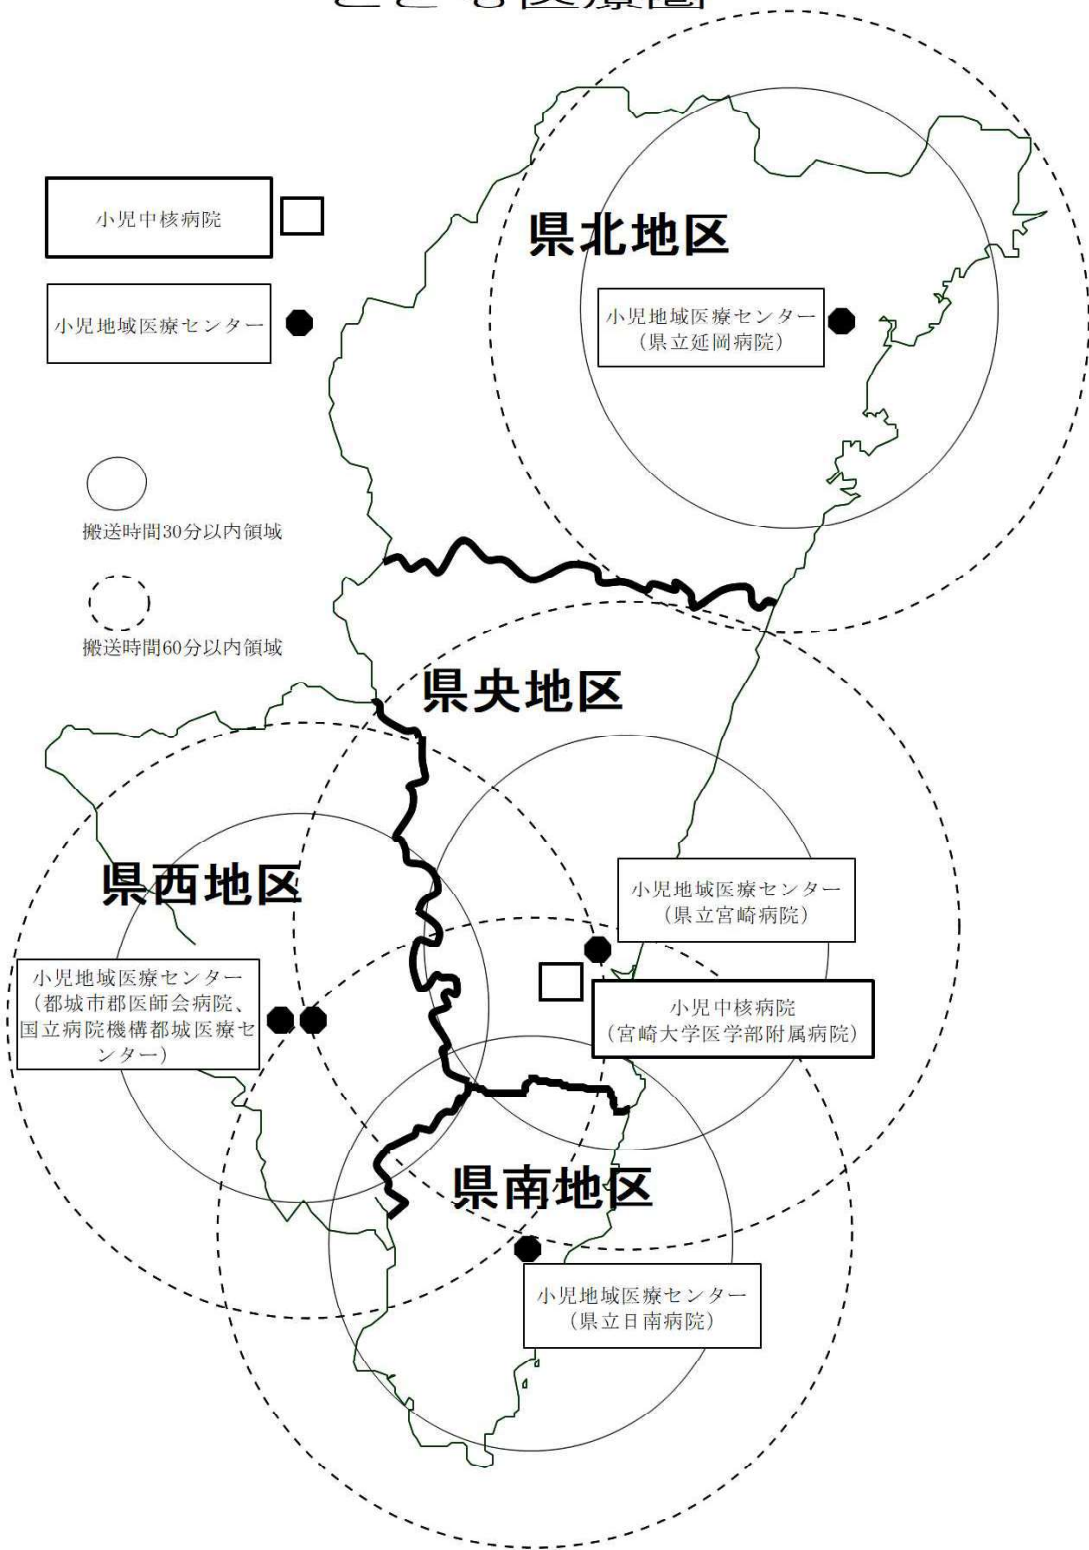 こども医療圏
小児中核病院
県北地区
小児地域医療センター
小児地域医療センター
（県立延岡病院）
搬送時間30分以内領域
搬送時間60分以内領域
県央地区
県西地区
小児地域医療センター
（県立宮崎病院）
小児地域医療センター
（都城市郡医師会病院、
国立病院機構都城医療セ
ンター）
小児中核病院
（宮崎大学医学部附属病院）
県南地区
小児地域医療センター
（県立日南病院）